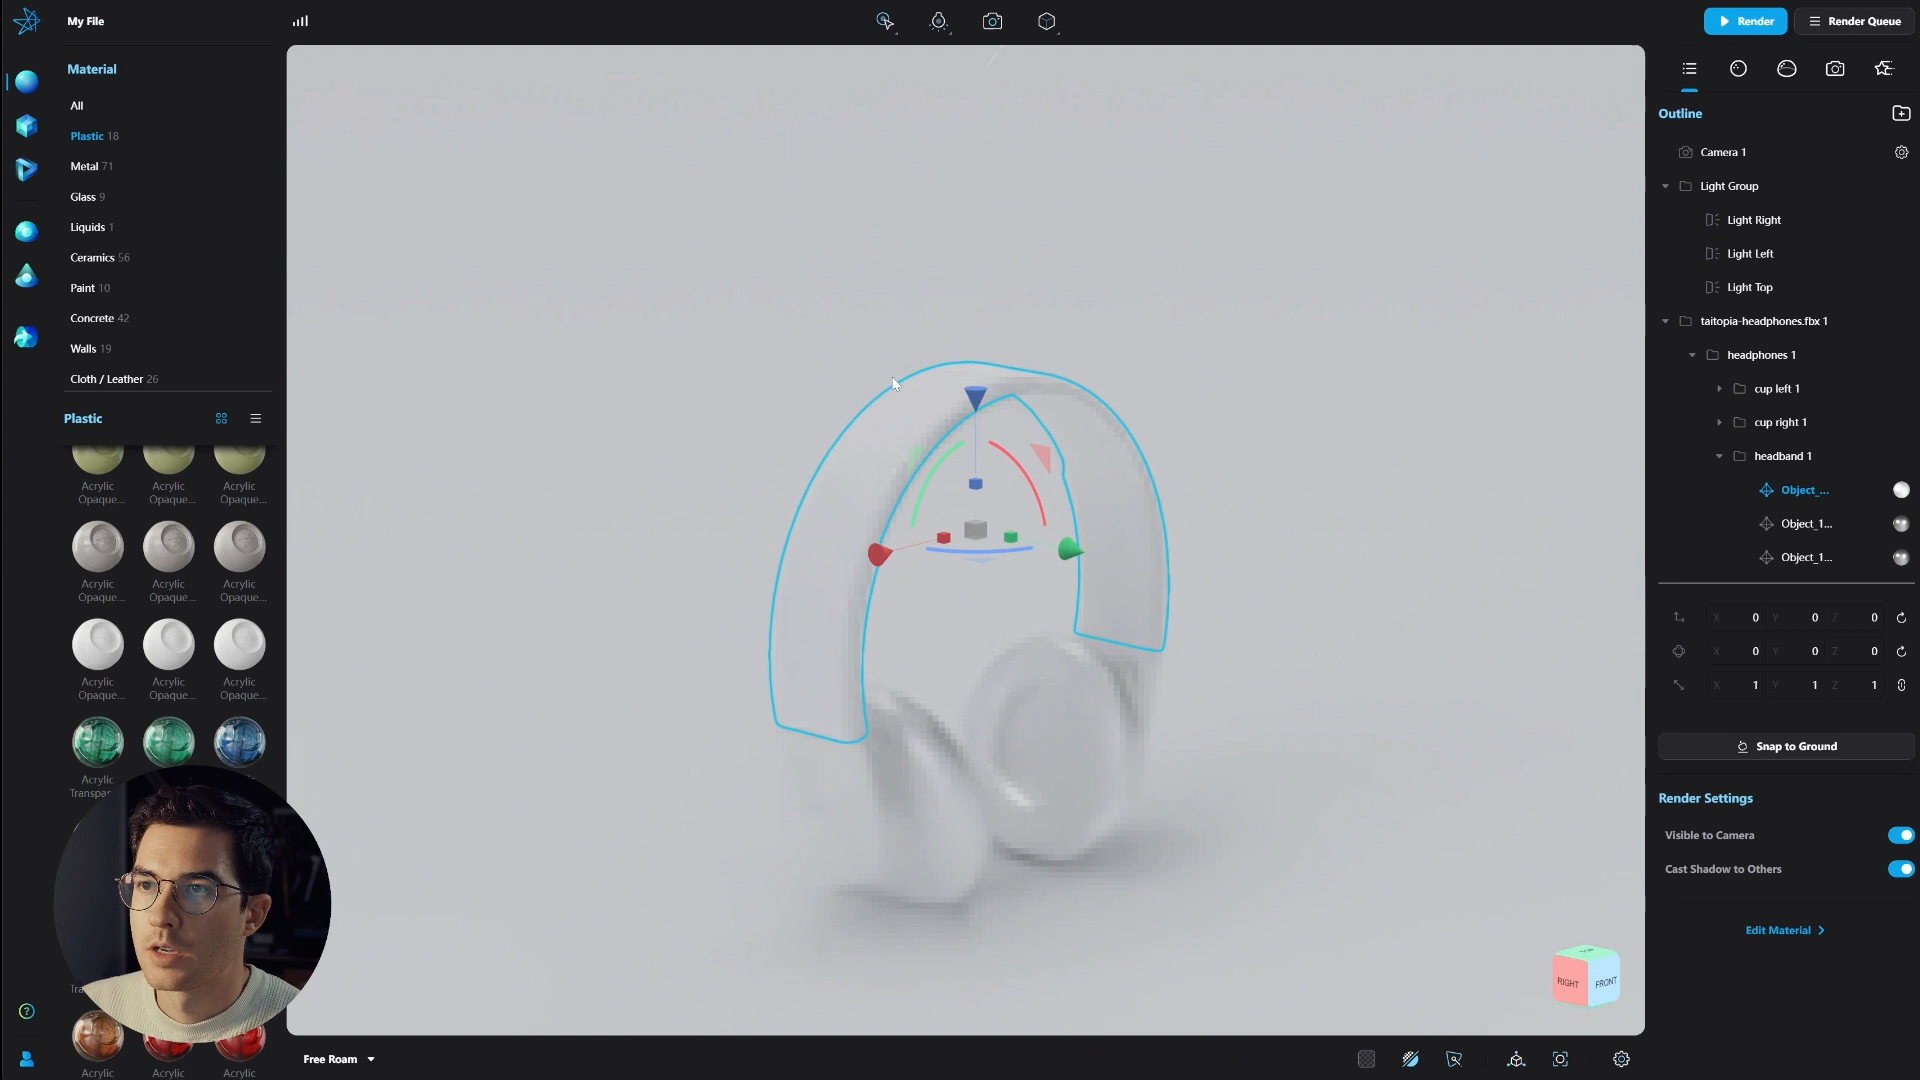 My File
Render
Render Queue
Material
All
Plastic 18
Metal 71
Glass 9
Liquids 1
Ceramics 56
Paint 10
Concrete 42
Walls 19
Cloth / Leather 26
Plastic
Acrylic Opaque...
Acrylic Opaque...
Acrylic Opaque...
Acrylic Opaque...
Acrylic Opaque...
Acrylic Opaque...
Acrylic Opaque...
Acrylic Opaque...
Acrylic Opaque...
Acrylic
Acrylic
Acrylic
Free Roam
RIGHT
FRONT
Outline
Camera 1
Light Group
Light Right
Light Left
Light Top
taitopia-headphones.fbx 1
headphones 1
cup left 1
cup right 1
headband 1
Object_...
Object_1...
Object_1...
X 0 Y 0 Z 0
X 0 Y 0 Z 0
X 1 Y 1 Z 1
Snap to Ground
Render Settings
Visible to Camera
Cast Shadow to Others
Edit Material